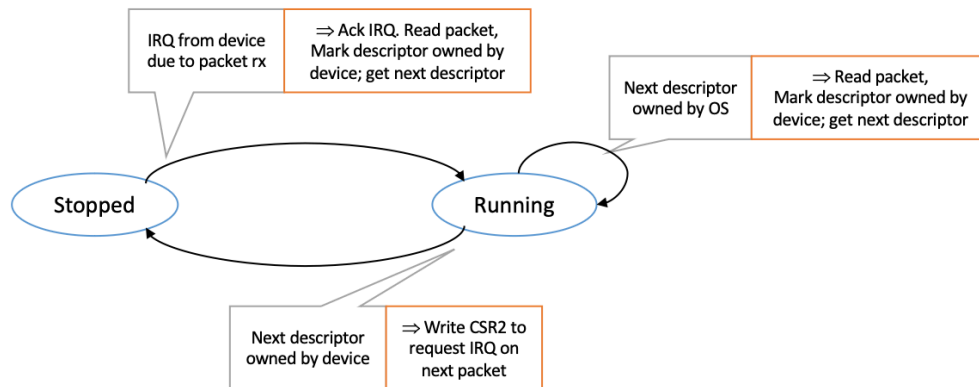 IRQ from device
due to packet rx
⇒ Ack IRQ. Read packet,
Mark descriptor owned by
device; get next descriptor
Next descriptor
owned by OS
⇒ Read packet,
Mark descriptor owned by
device; get next descriptor
Stopped
Running
Next descriptor
owned by device
⇒ Write CSR2 to
request IRQ on
next packet